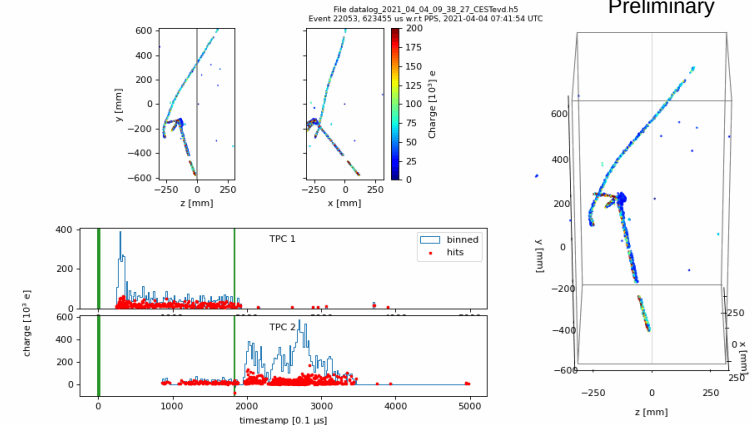 Preliminary
File datalog_2021_04_04_09_38_27_CESTevd.h5
Event 22053, 623455 us w.r.t PPS, 2021-04-04 07:41:54 UTC
600
400
200
0
−200
−400
−600
y [mm]
−250 0 250
z [mm]
−250 0 250
x [mm]
200
175
150
125
100
75
50
25
0
Charge [10³] e
600
400
200
0
−200
−400
−600
y [mm]
−250
0
250
x [mm]
−250 0 250
z [mm]
400
200
0
TPC 1
binned
hits
600
400
200
0
TPC 2
charge [10³ e]
0 1000 2000 3000 4000 5000
timestamp [0.1 µs]